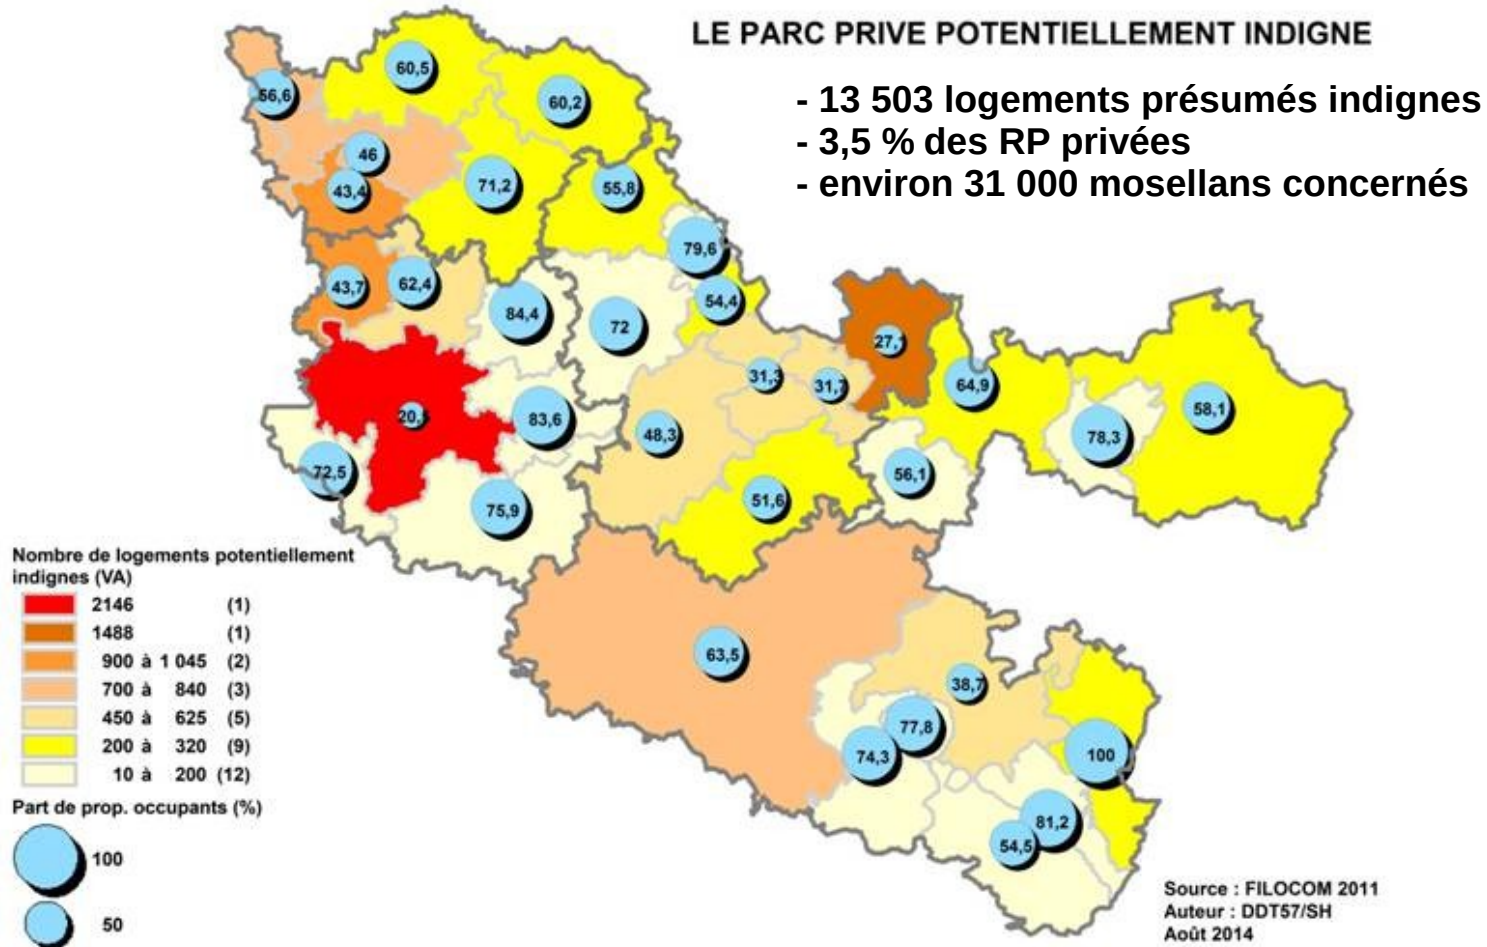 LE PARC PRIVE POTENTIELLEMENT INDIGNE
- 13 503 logements présumés indignes
- 3,5 % des RP privées
- environ 31 000 mosellans concernés
60,5
56,6
60,2
46
43,4
71,2
55,8
79,6
43,7
62,4
54,4
84,4
72
27,1
31,3
31,7
64,9
58,1
20,5
83,6
48,3
78,3
72,5
56,1
75,9
51,6
63,5
38,7
77,8
74,3
100
81,2
54,5
Nombre de logements potentiellement
indignes (VA)
2146 (1)
1488 (1)
900 à 1 045 (2)
700 à 840 (3)
450 à 625 (5)
200 à 320 (9)
10 à 200 (12)
Part de prop. occupants (%)
100
50
Source : FILOCOM 2011
Auteur : DDT57/SH
Août 2014